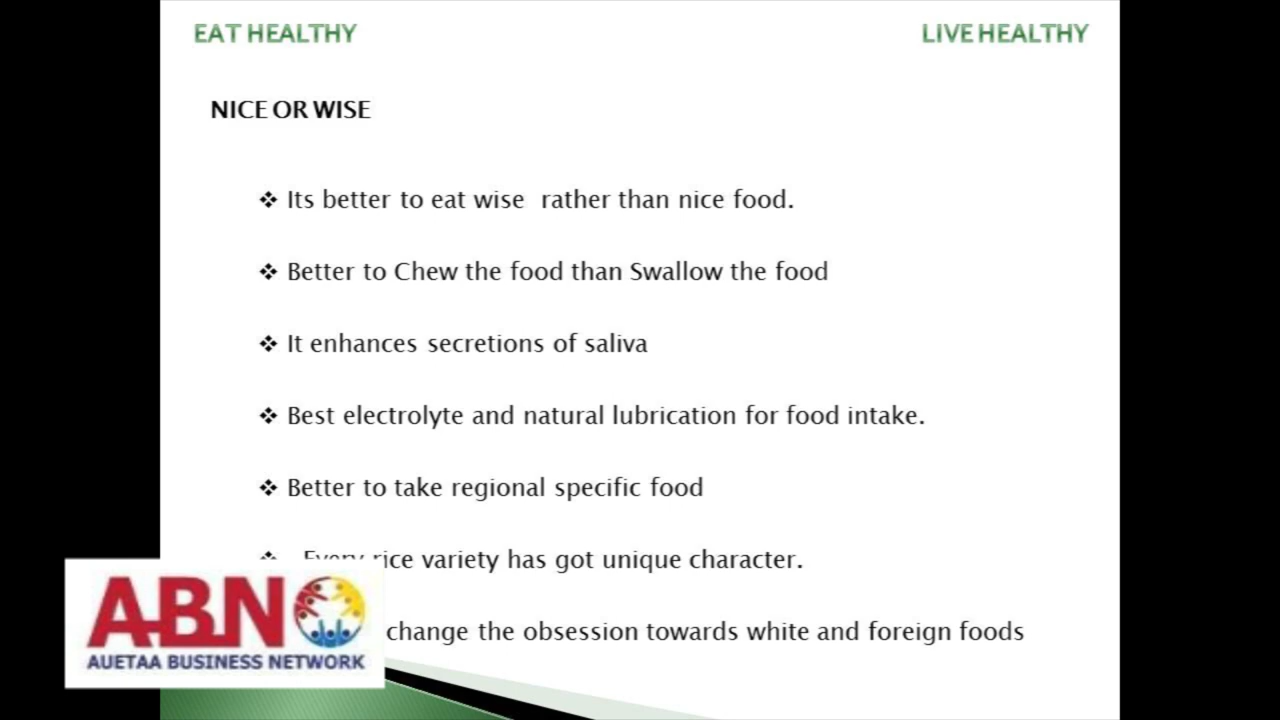 EAT HEALTHY LIVE HEALTHY
NICE OR WISE
❖ Its better to eat wise rather than nice food.
❖ Better to Chew the food than Swallow the food
❖ It enhances secretions of saliva
❖ Best electrolyte and natural lubrication for food intake.
❖ Better to take regional specific food
❖ Every rice variety has got unique character.
change the obsession towards white and foreign foods
ABN
AUETAA BUSINESS NETWORK